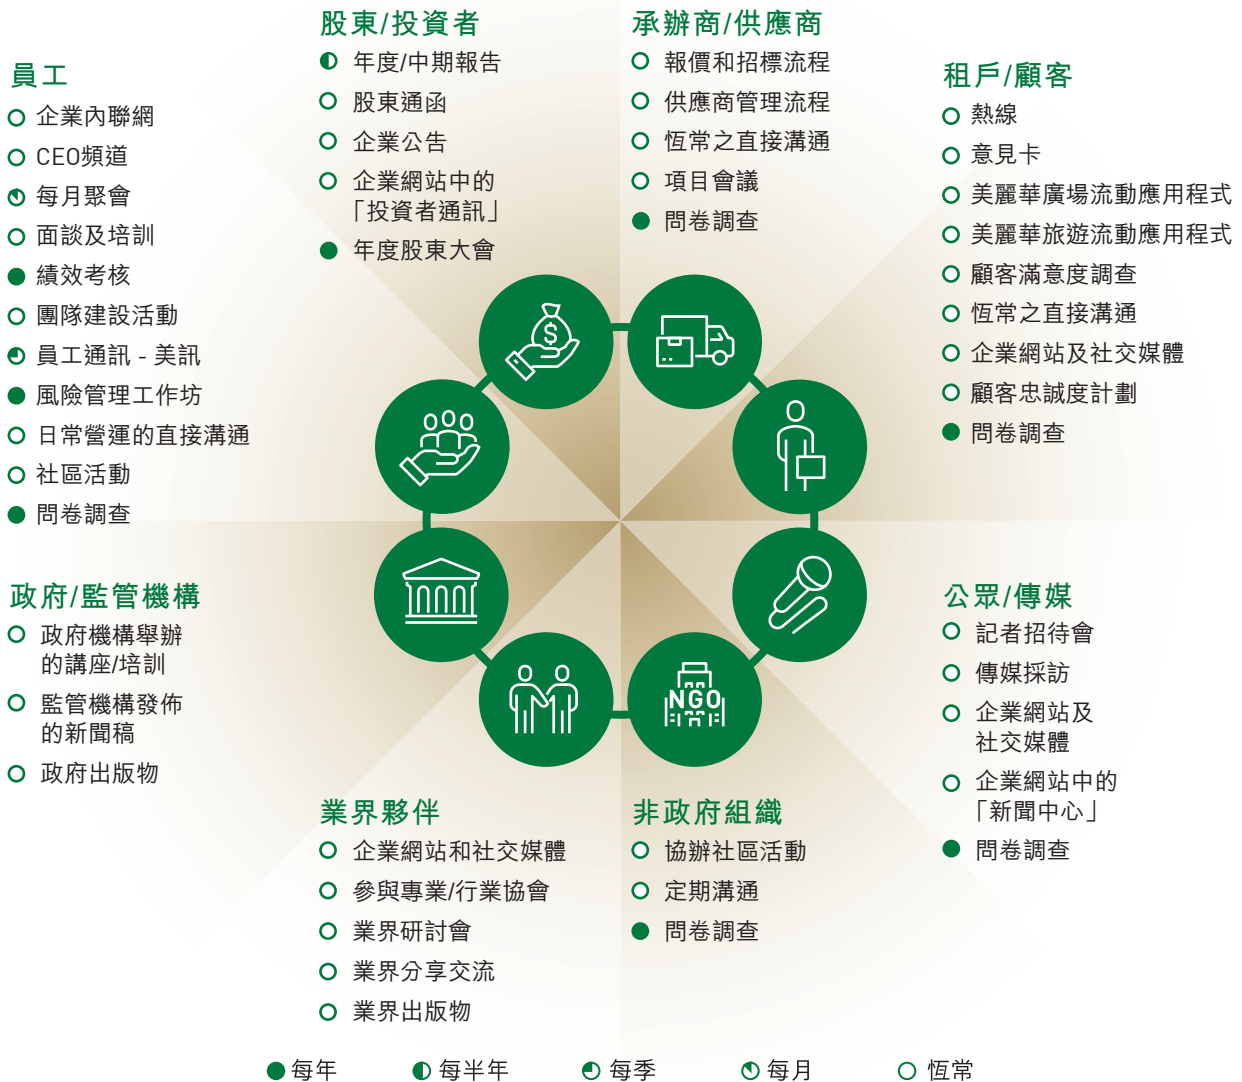 股東/投資者
年度/中期報告
股東通函
企業公告
企業網站中的
「投資者通訊」
年度股東大會
承辦商/供應商
報價和招標流程
供應商管理流程
恆常之直接溝通
項目會議
問卷調查
員工
企業內聯網
CEO頻道
每月聚會
面談及培訓
績效考核
團隊建設活動
員工通訊 - 美訊
風險管理工作坊
日常營運的直接溝通
社區活動
問卷調查
租戶/顧客
熱線
意見卡
美麗華廣場流動應用程式
美麗華旅遊流動應用程式
顧客滿意度調查
恆常之直接溝通
企業網站及社交媒體
顧客忠誠度計劃
問卷調查
$
NGO
政府/監管機構
政府機構舉辦
的講座/培訓
監管機構發佈
的新聞稿
政府出版物
公眾/傳媒
記者招待會
傳媒採訪
企業網站及
社交媒體
企業網站中的
「新聞中心」
問卷調查
業界夥伴
企業網站和社交媒體
參與專業/行業協會
業界研討會
業界分享交流
業界出版物
非政府組織
協辦社區活動
定期溝通
問卷調查
每年
每半年
每季
每月
恆常